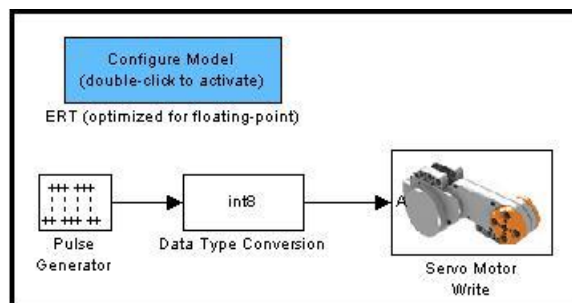 Configure Model
(double-click to activate)
ERT (optimized for floating-point)
int8
A
Pulse
Generator
Data Type Conversion
Servo Motor
Write